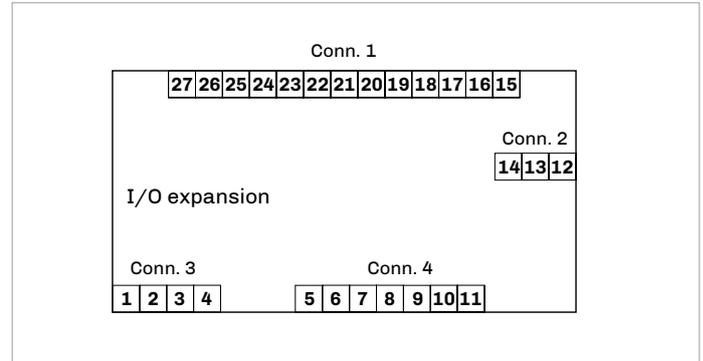 Conn. 1
27 26 25 24 23 22 21 20 19 18 17 16 15
Conn. 2
14 13 12
I/O expansion
Conn. 3
Conn. 4
1 2 3 4
5 6 7 8 9 10 11